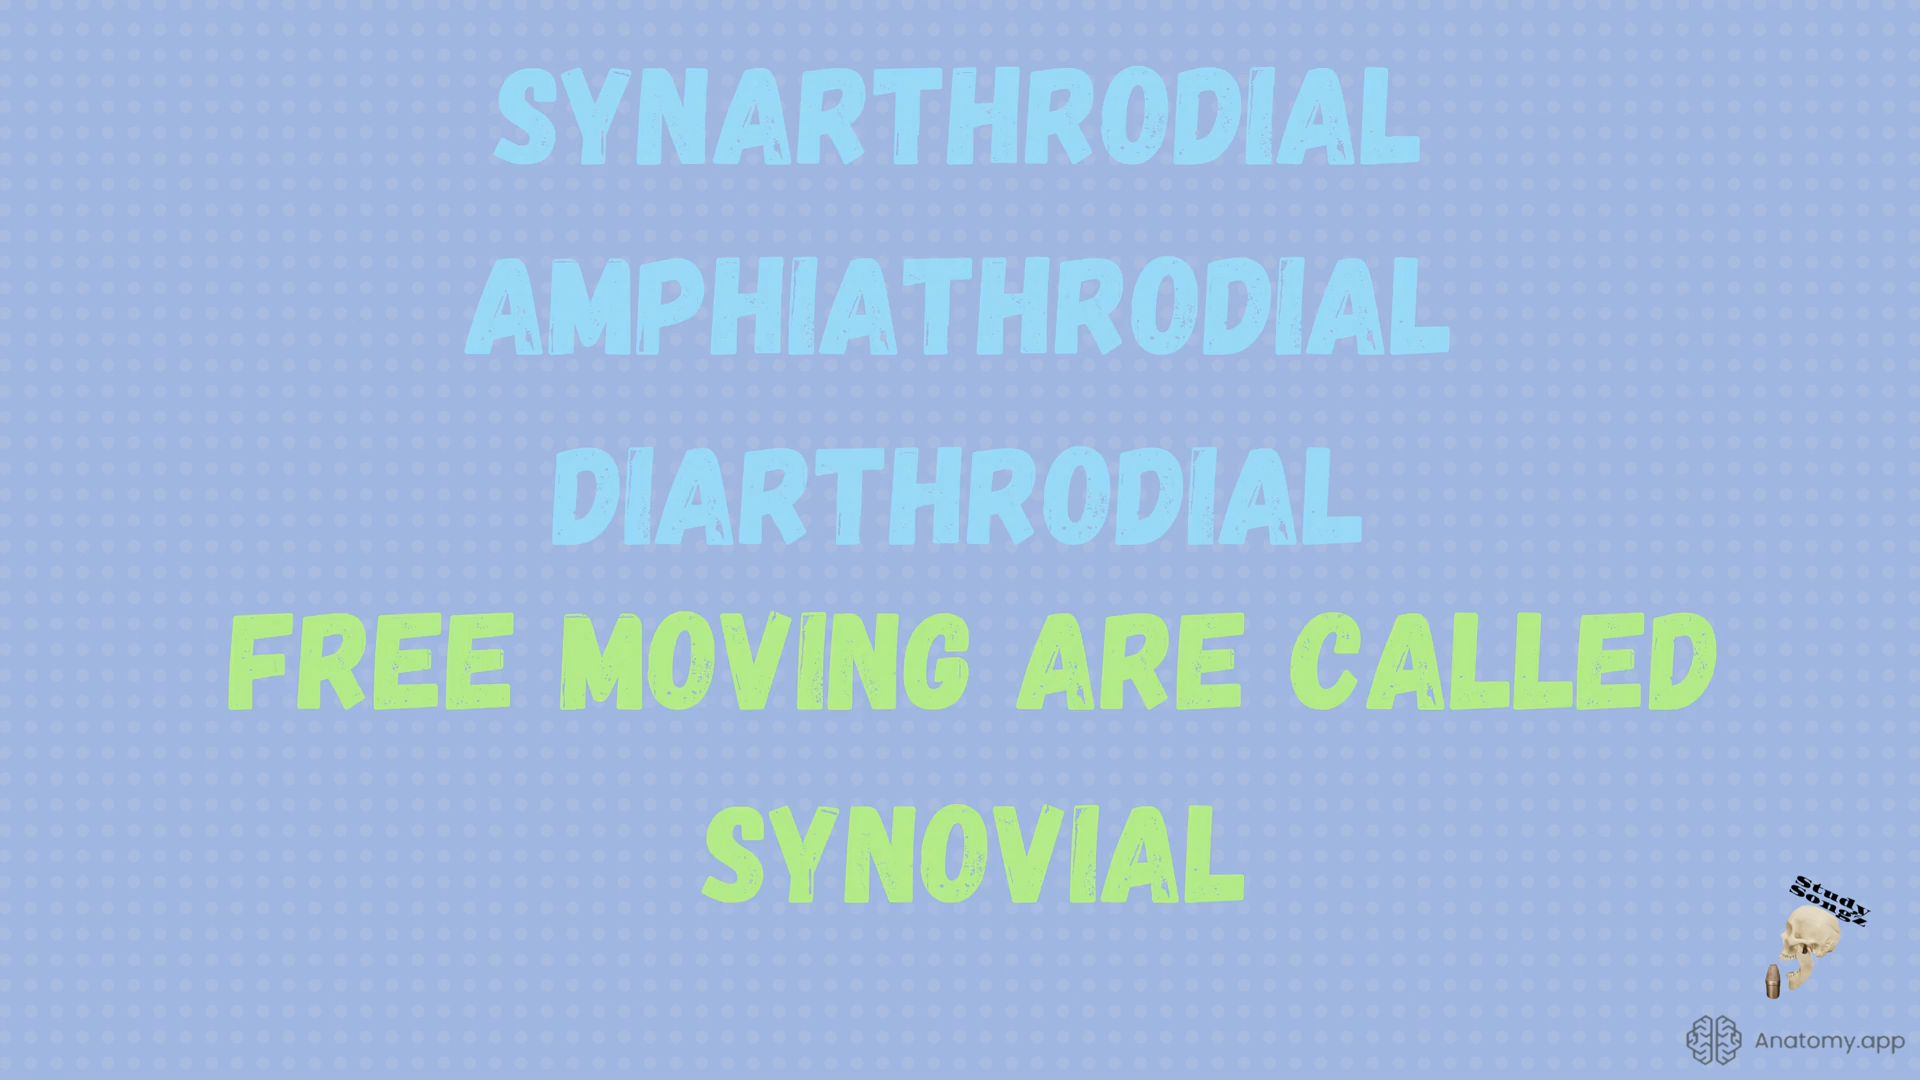 SYNARTHRODIAL
AMPHIATHRODIAL
DIARTHRODIAL
FREE MOVING ARE CALLED
SYNOVIAL
Study
Songz
Anatomy.app